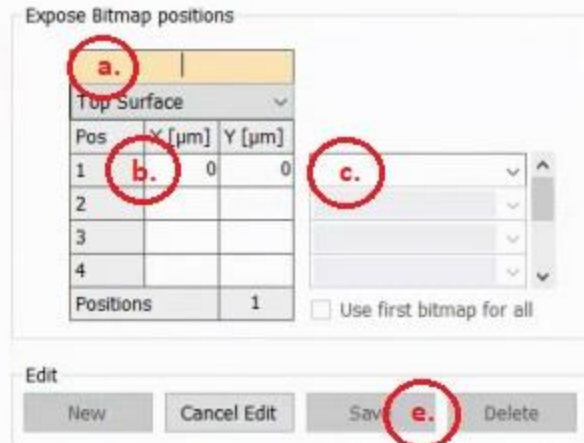 Expose Bitmap positions
a.
Top Surface
Pos X [µm] Y [µm]
1 b. 0 0 c.
2
3
4
Positions 1 Use first bitmap for all
Edit
New Cancel Edit Sav e. Delete